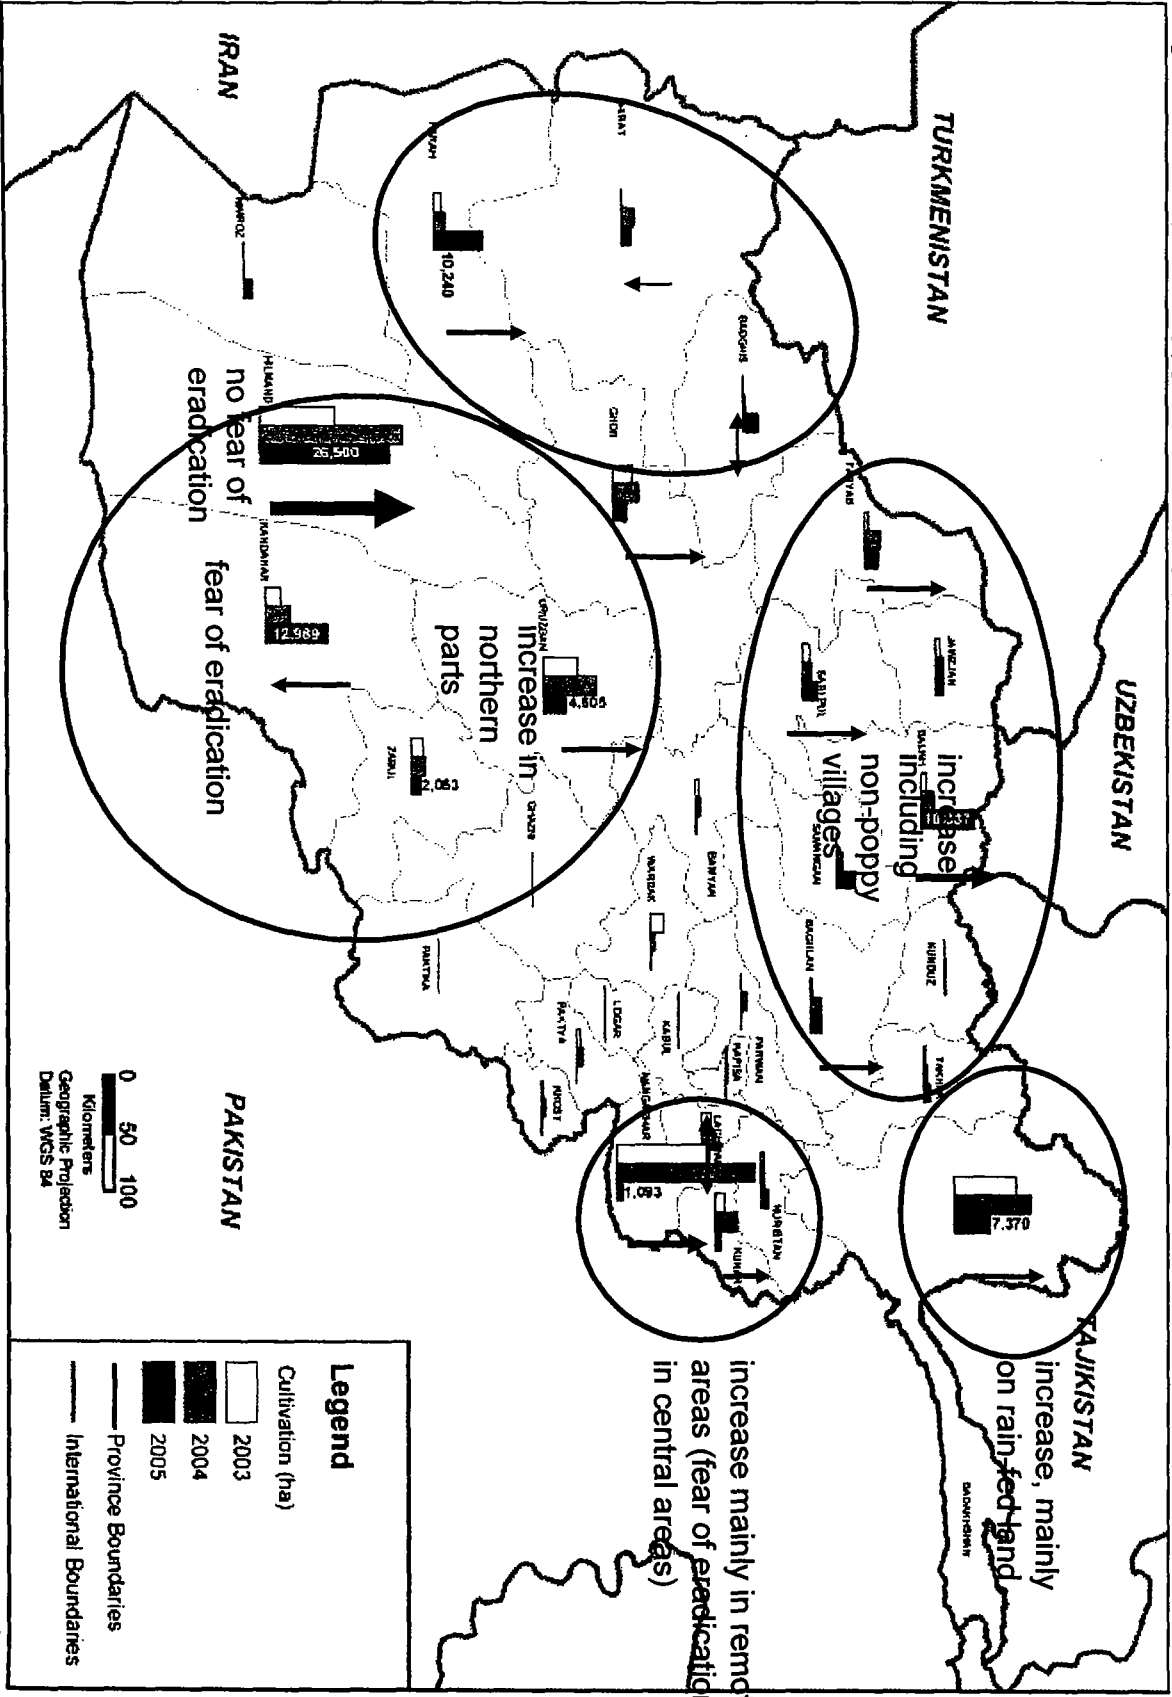 TURKMENISTAN
UZBEKISTAN
TAJIKISTAN
increase, mainly
on rain-fed land
BADAKHSHAN
7,370
JAWZJAN
BALKH
increase
including
non-poppy
villages
KUNDUZ
SARI PUL
SAMANGAN
BAGHLAN
BADGHIS
GHOR
10,240
BAMYAN
WARDAK
PARWAN
KAPISA
KABUL
LOGAR
PAKTYA
KHOST
NURISTAN
1,093
increase mainly in remo
areas (fear of eradicatio
in central areas)
URUZGAN
4,605
increase in
northern
parts
GHAZNI
ZABUL
2,053
PAKTIKA
IRAN
HILMAND
26,500
no fear of
eradication
KANDAHAR
12,989
fear of eradication
PAKISTAN
0 50 100
Kilometers
Geographic Projection
Datum: WGS 84
Legend
Cultivation (ha)
2003
2004
2005
Province Boundaries
International Boundaries